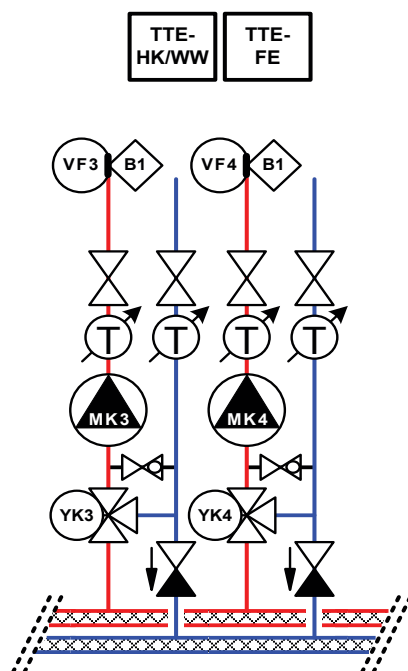 TTE-
HK/WW
TTE-
FE
VF3 B1 VF4 B1
T T T T
MK3 MK4
YK3 YK4